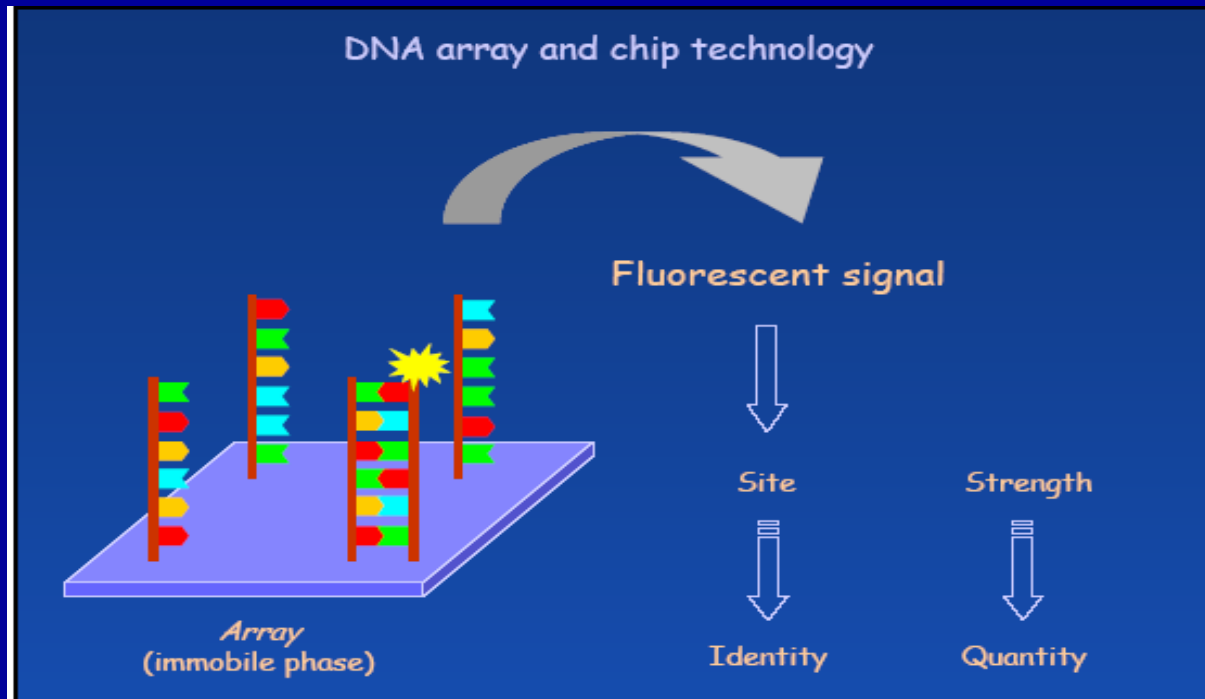 DNA array and chip technology
Fluorescent signal
Site Strength
Array
(immobile phase)
Identity Quantity